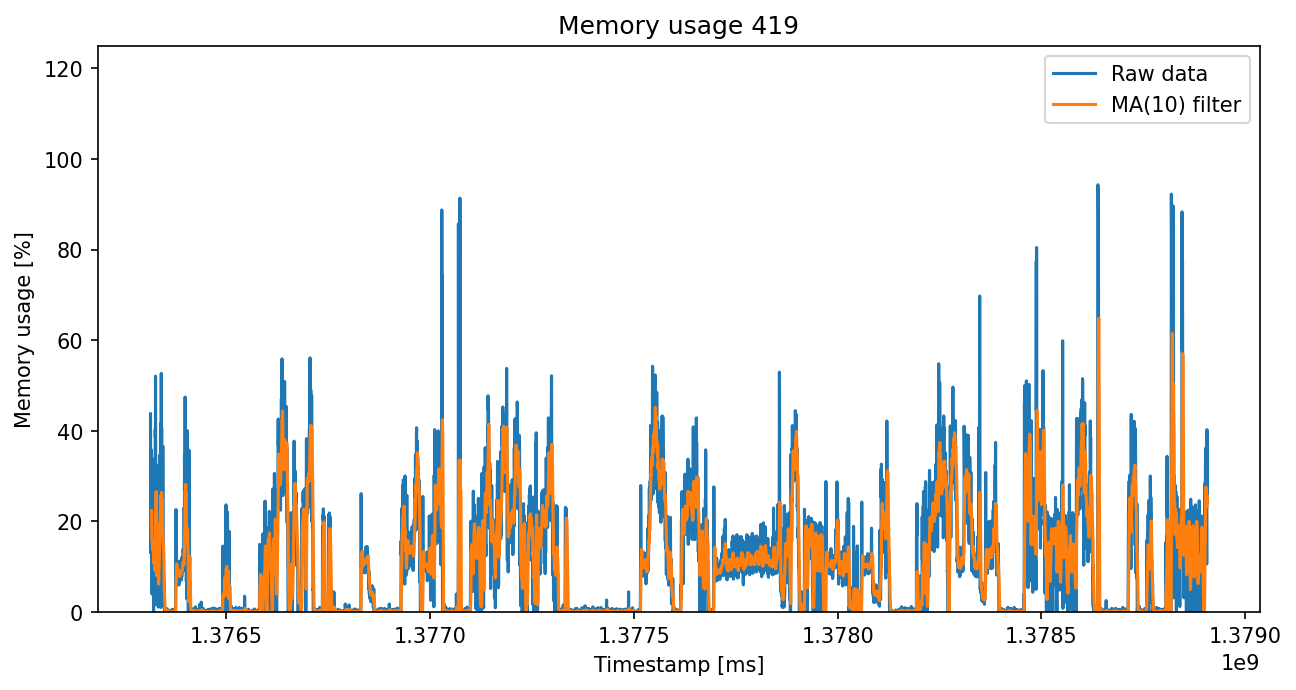 Memory usage 419
Raw data
MA(10) filter
Memory usage [%]
120
100
80
60
40
20
0
1.3765 1.3770 1.3775 1.3780 1.3785 1.3790
1e9
Timestamp [ms]